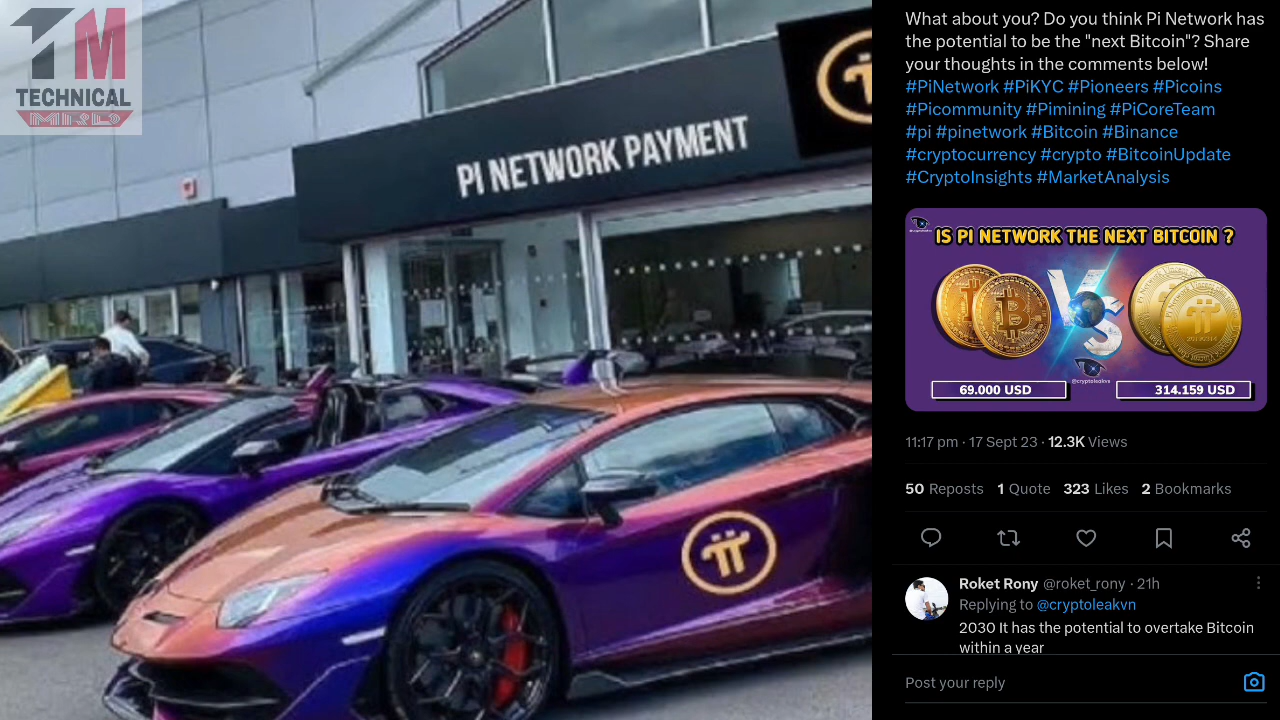 TM
TECHNICAL
PI NETWORK PAYMENT
What about you? Do you think Pi Network has
the potential to be the "next Bitcoin"? Share
your thoughts in the comments below!
#PiNetwork #PiKYC #Pioneers #Picoins
#Picommunity #Pimining #PiCoreTeam
#pi #pinetwork #Bitcoin #Binance
#cryptocurrency #crypto #BitcoinUpdate
#CryptoInsights #MarketAnalysis
IS PI NETWORK THE NEXT BITCOIN ?
VS
@cryptoleakvn
69.000 USD
314.159 USD
11:17 pm · 17 Sept 23 · 12.3K Views
50 Reposts 1 Quote 323 Likes 2 Bookmarks
Roket Rony @roket_rony · 21h
Replying to @cryptoleakvn
2030 It has the potential to overtake Bitcoin
within a year
Post your reply